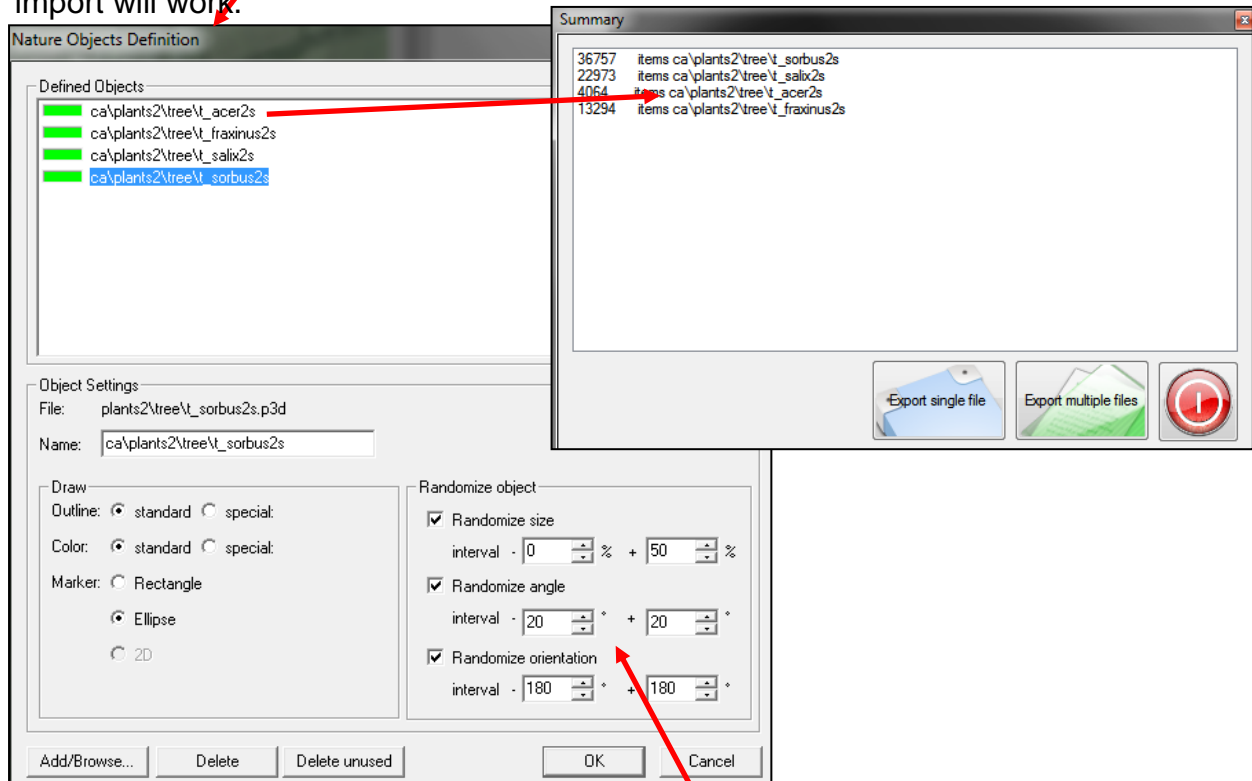 import will work.
Nature Objects Definition
Defined Objects
ca\plants2\tree\t_acer2s
ca\plants2\tree\t_fraxinus2s
ca\plants2\tree\t_salix2s
ca\plants2\tree\t_sorbus2s
Object Settings
File: plants2\tree\t_sorbus2s.p3d
Name: ca\plants2\tree\t_sorbus2s
Draw
Outline: standard special:
Color: standard special:
Marker: Rectangle
Ellipse
2D
Randomize object
Randomize size
interval - 0 % + 50 %
Randomize angle
interval - 20 ° + 20 °
Randomize orientation
interval - 180 ° + 180 °
Add/Browse... Delete Delete unused OK Cancel
Summary
36757 items ca\plants2\tree\t_sorbus2s
22973 items ca\plants2\tree\t_salix2s
4064 items ca\plants2\tree\t_acer2s
13294 items ca\plants2\tree\t_fraxinus2s
Export single file
Export multiple files